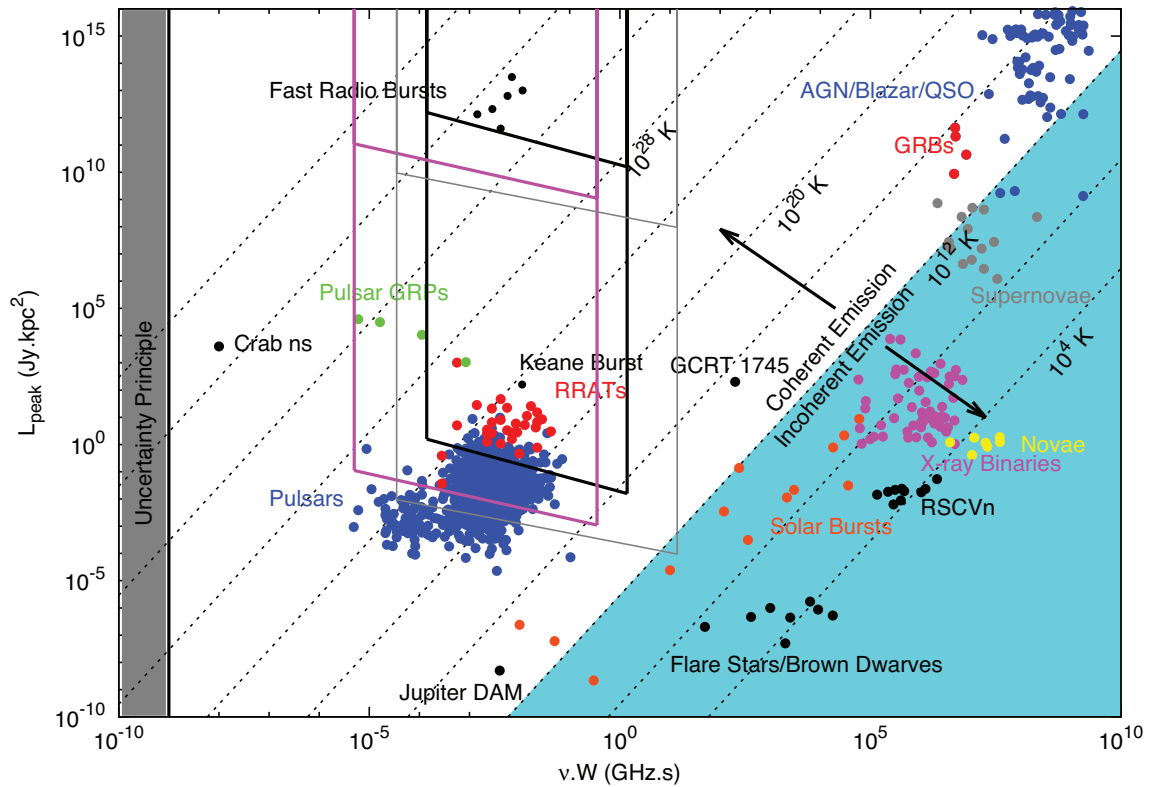 10^15
10^10
10^5
10^0
10^-5
10^-10
L_peak (Jy.kpc^2)
Uncertainty Principle
Fast Radio Bursts
AGN/Blazar/QSO
GRBs
10^28 K
10^20 K
10^12 K
10^4 K
Supernovae
Pulsar GRPs
Crab ns
Keane Burst
GCRT 1745
RRATs
Coherent Emission
Incoherent Emission
Novae
X-ray Binaries
Pulsars
RSCVn
Solar Bursts
Flare Stars/Brown Dwarves
Jupiter DAM
10^-10
10^-5
10^0
10^5
10^10
ν.W (GHz.s)